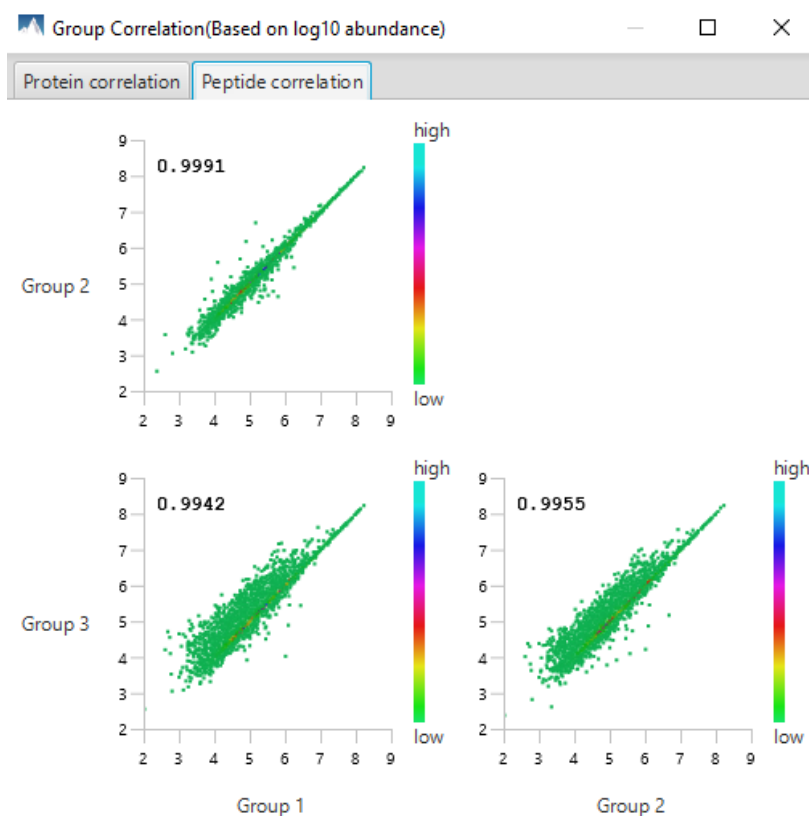 Group Correlation(Based on log10 abundance)
Protein correlation Peptide correlation
high
9
0.9991
8
7
6
Group 2
5
4
3
2
low
2 3 4 5 6 7 8 9
high high
9 9
0.9942 0.9955
8 8
7 7
6 6
Group 3
5 5
4 4
3 3
2 2
low low
2 3 4 5 6 7 8 9 2 3 4 5 6 7 8 9
Group 1 Group 2